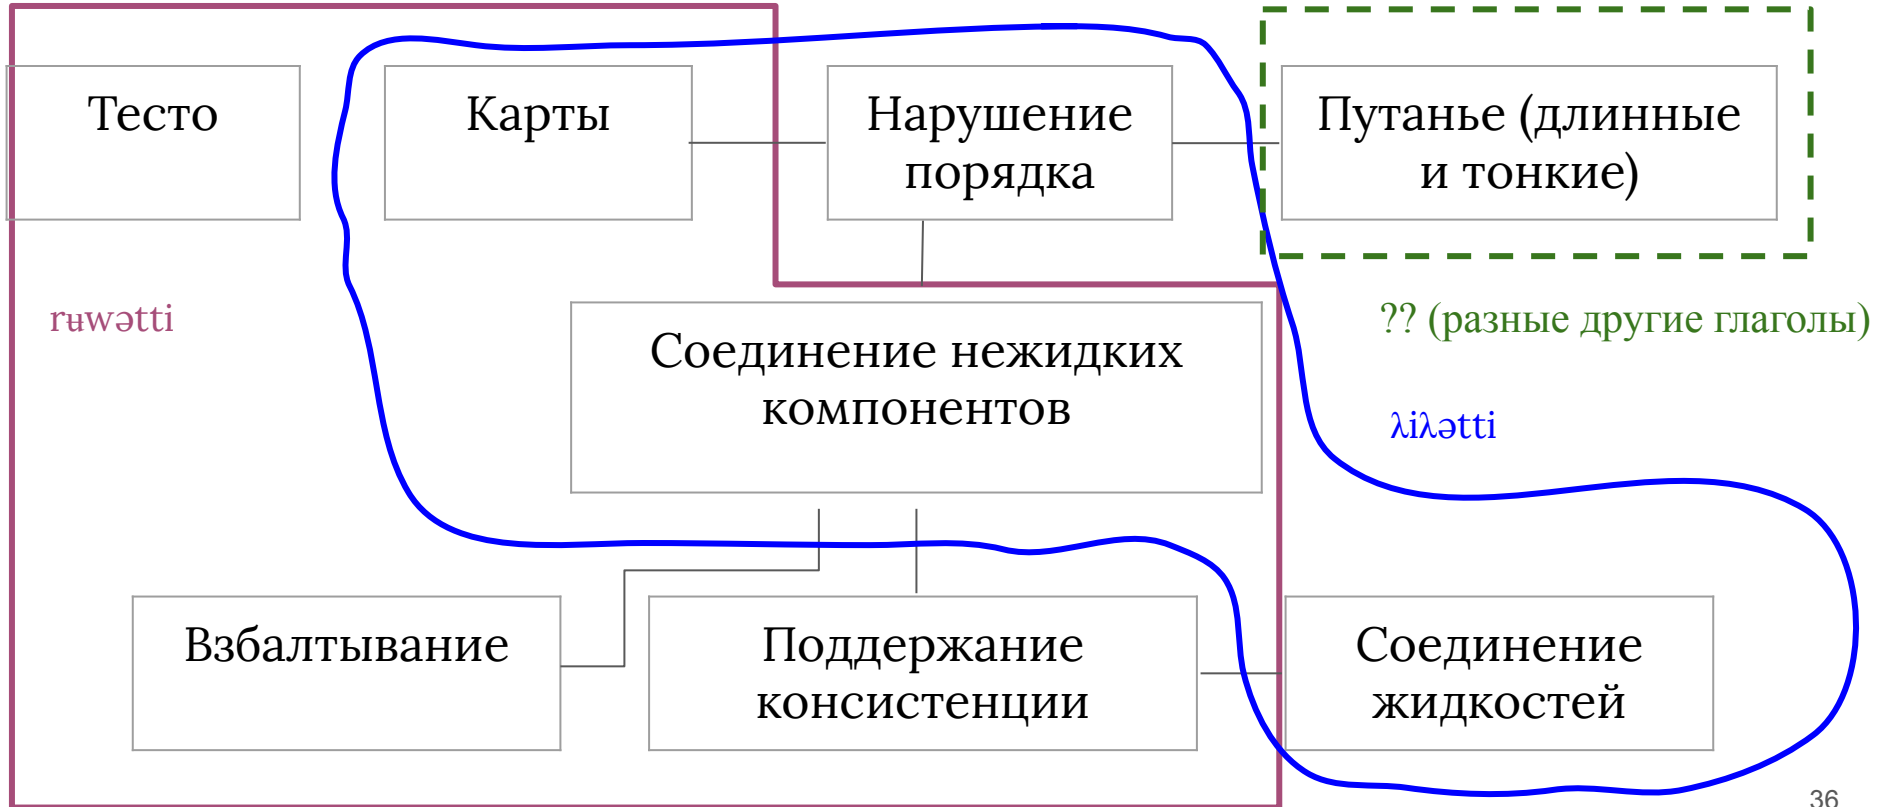 Тесто
Карты
Нарушение
порядка
Путанье (длинные
и тонкие)
rʉwətti
?? (разные другие глаголы)
Соединение нежидких
компонентов
λiλətti
Взбалтывание
Поддержание
консистенции
Соединение
жидкостей
36